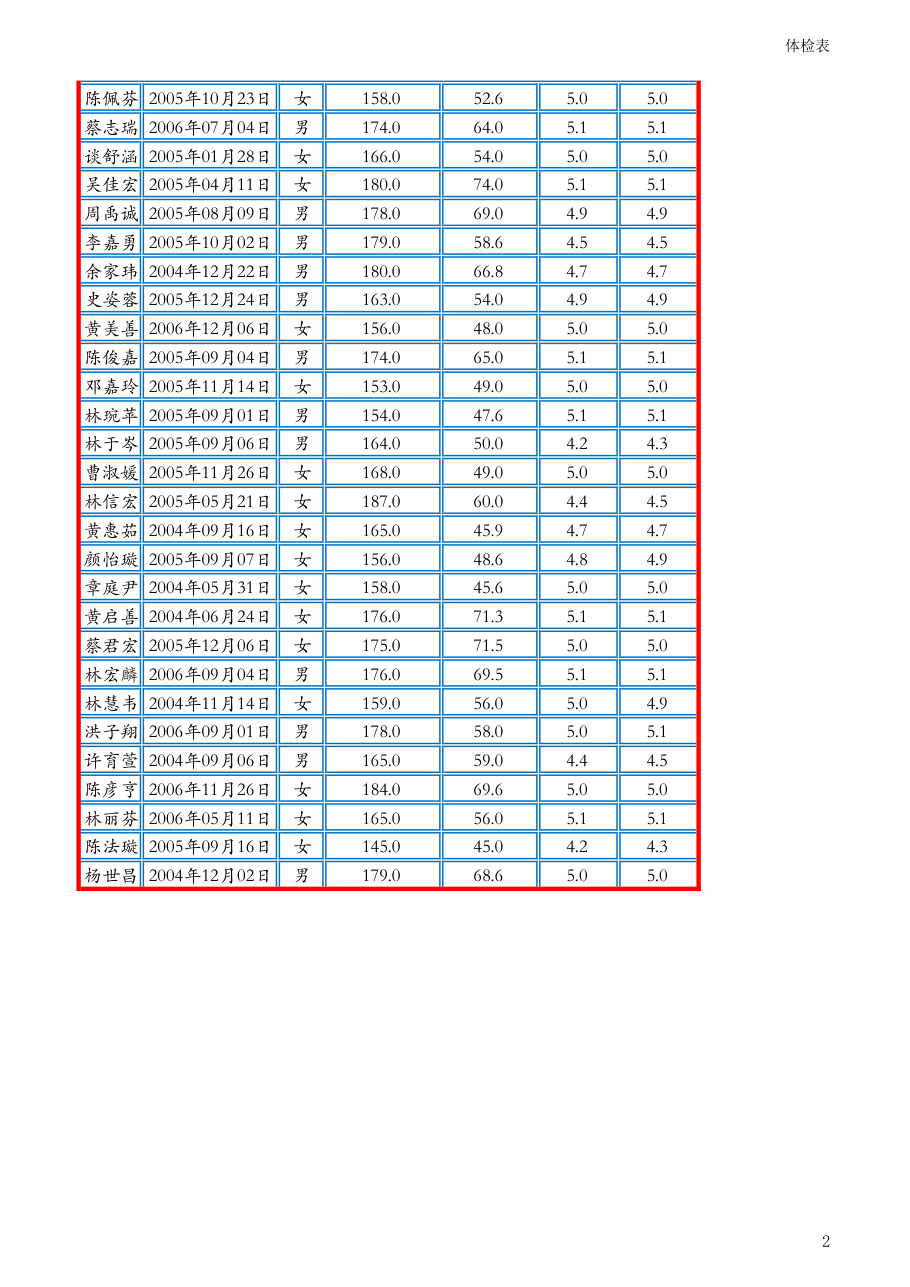 体检表
陈佩芬 2005年10月23日 女 158.0 52.6 5.0 5.0
蔡志瑞 2006年07月04日 男 174.0 64.0 5.1 5.1
谈舒涵 2005年01月28日 女 166.0 54.0 5.0 5.0
吴佳宏 2005年04月11日 女 180.0 74.0 5.1 5.1
周禹诚 2005年08月09日 男 178.0 69.0 4.9 4.9
李嘉勇 2005年10月02日 男 179.0 58.6 4.5 4.5
余家玮 2004年12月22日 男 180.0 66.8 4.7 4.7
史姿蓉 2005年12月24日 男 163.0 54.0 4.9 4.9
黄美善 2006年12月06日 女 156.0 48.0 5.0 5.0
陈俊嘉 2005年09月04日 男 174.0 65.0 5.1 5.1
邓嘉玲 2005年11月14日 女 153.0 49.0 5.0 5.0
林琬苹 2005年09月01日 男 154.0 47.6 5.1 5.1
林于岑 2005年09月06日 男 164.0 50.0 4.2 4.3
曹淑媛 2005年11月26日 女 168.0 49.0 5.0 5.0
林信宏 2005年05月21日 女 187.0 60.0 4.4 4.5
黄惠茹 2004年09月16日 女 165.0 45.9 4.7 4.7
颜怡璇 2005年09月07日 女 156.0 48.6 4.8 4.9
章庭尹 2004年05月31日 女 158.0 45.6 5.0 5.0
黄启善 2004年06月24日 女 176.0 71.3 5.1 5.1
蔡君宏 2005年12月06日 女 175.0 71.5 5.0 5.0
林宏麟 2006年09月04日 男 176.0 69.5 5.1 5.1
林慧韦 2004年11月14日 女 159.0 56.0 5.0 4.9
洪子翔 2006年09月01日 男 178.0 58.0 5.0 5.1
许育萱 2004年09月06日 男 165.0 59.0 4.4 4.5
陈彦亨 2006年11月26日 女 184.0 69.6 5.0 5.0
林丽芬 2006年05月11日 女 165.0 56.0 5.1 5.1
陈法璇 2005年09月16日 女 145.0 45.0 4.2 4.3
杨世昌 2004年12月02日 男 179.0 68.6 5.0 5.0
2